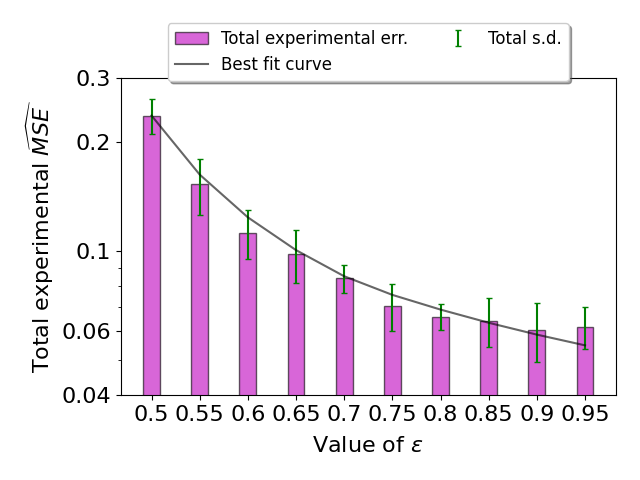 Total experimental err.
Total s.d.
Best fit curve
0.3
0.2
0.1
0.06
0.04
Total experimental $\widehat{MSE}$
0.5 0.55 0.6 0.65 0.7 0.75 0.8 0.85 0.9 0.95
Value of ε